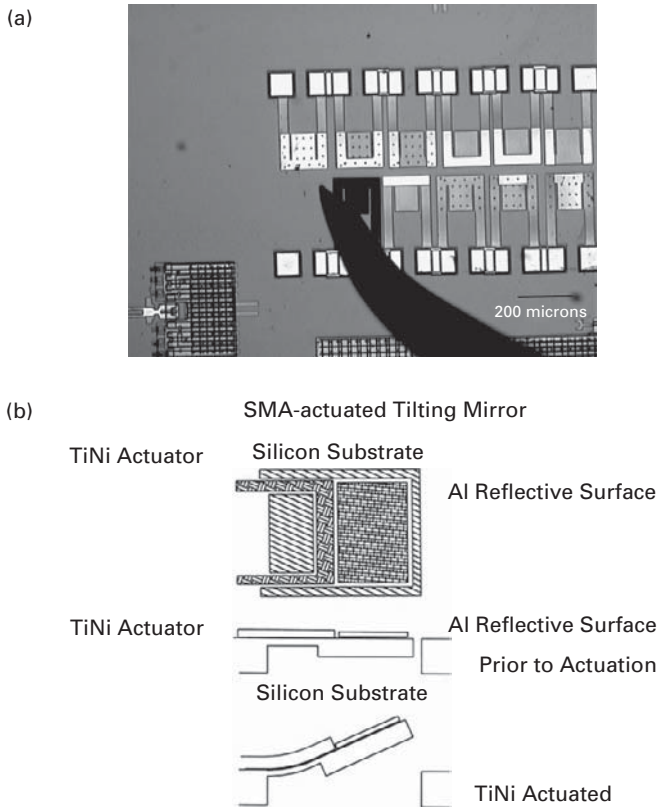 (a)
200 microns
(b)
SMA-actuated Tilting Mirror
TiNi Actuator
Silicon Substrate
Al Reflective Surface
TiNi Actuator
Al Reflective Surface
Prior to Actuation
Silicon Substrate
TiNi Actuated